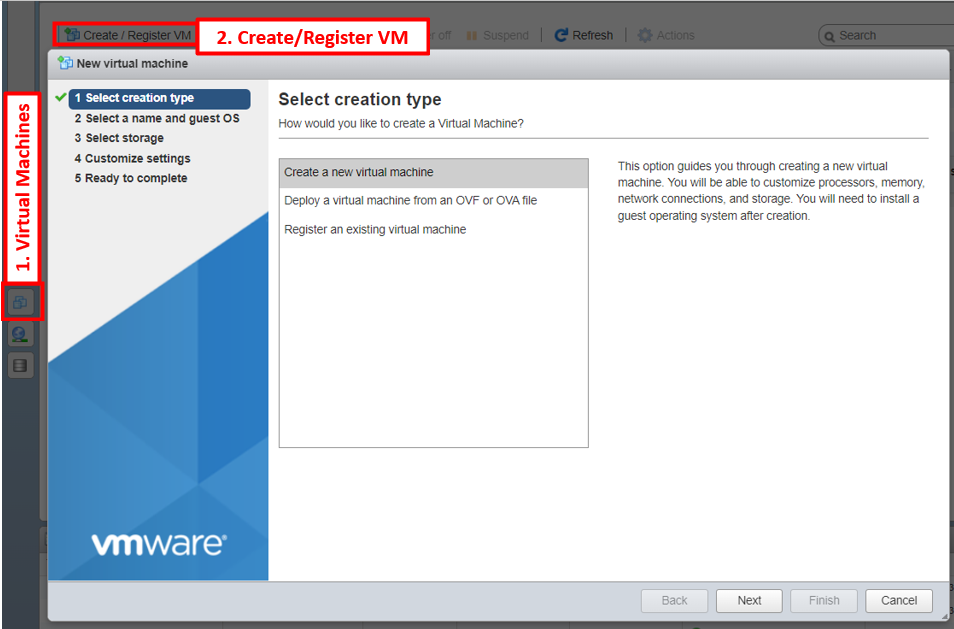 Create / Register VM
2. Create/Register VM
r off
Suspend
Refresh
Actions
Search
New virtual machine
1. Virtual Machines
1 Select creation type
2 Select a name and guest OS
3 Select storage
4 Customize settings
5 Ready to complete
Select creation type
How would you like to create a Virtual Machine?
Create a new virtual machine
Deploy a virtual machine from an OVF or OVA file
Register an existing virtual machine
This option guides you through creating a new virtual
machine. You will be able to customize processors, memory,
network connections, and storage. You will need to install a
guest operating system after creation.
vmware®
Back
Next
Finish
Cancel